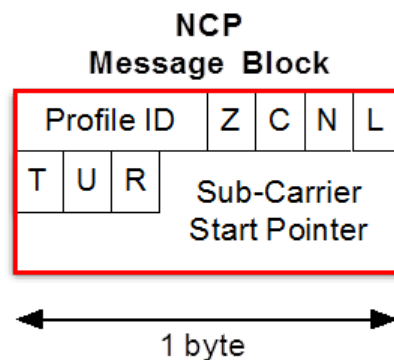 NCP
Message Block
Profile ID Z C N L
T U R Sub-Carrier
Start Pointer
1 byte